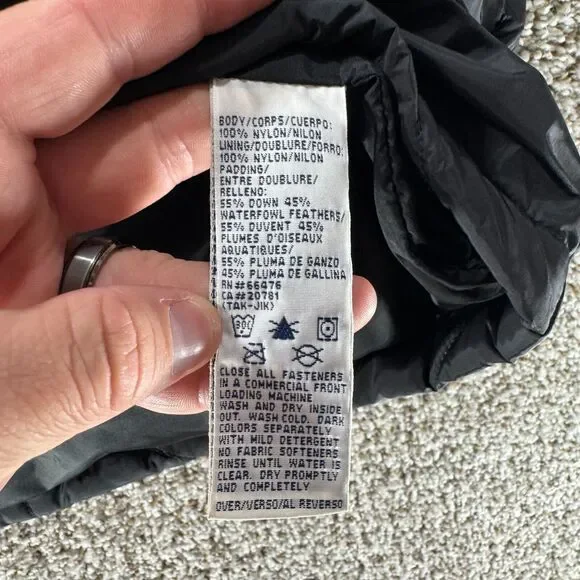 BODY/CORPS/CUERPO:
100% NYLON/NILON
LINING/DOUBLURE/FORRO:
100% NYLON/NILON
PADDING/
ENTRE DOUBLURE/
RELLENO:
55% DOWN 45%
WATERFOWL FEATHERS/
55% DUVET 45%
PLUMES D'OISEAUX
AQUATIQUES/
55% PLUMA DE GANZO
45% PLUMA DE GALLINA
RN#66476
CA#20781
(TAK-JIK)
CLOSE ALL FASTENERS
IN A COMMERCIAL FRONT
LOADING MACHINE
WASH AND DRY INSIDE
OUT. WASH COLD. DARK
COLORS SEPARATELY
WITH MILD DETERGENT
NO FABRIC SOFTENERS
RINSE UNTIL WATER IS
CLEAR. DRY PROMPTLY
AND COMPLETELY
OVER/VERSO/AL REVERSO